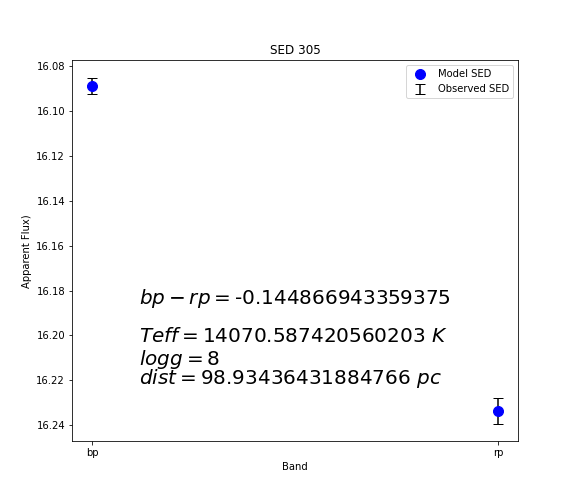 SED 305
Model SED
Observed SED
16.08
16.10
16.12
16.14
16.16
16.18
16.20
16.22
16.24
Apparent Flux)
bp − rp = -0.144866943359375
Teff = 14070.587420560203 K
logg = 8
dist = 98.93436431884766 pc
bp
rp
Band